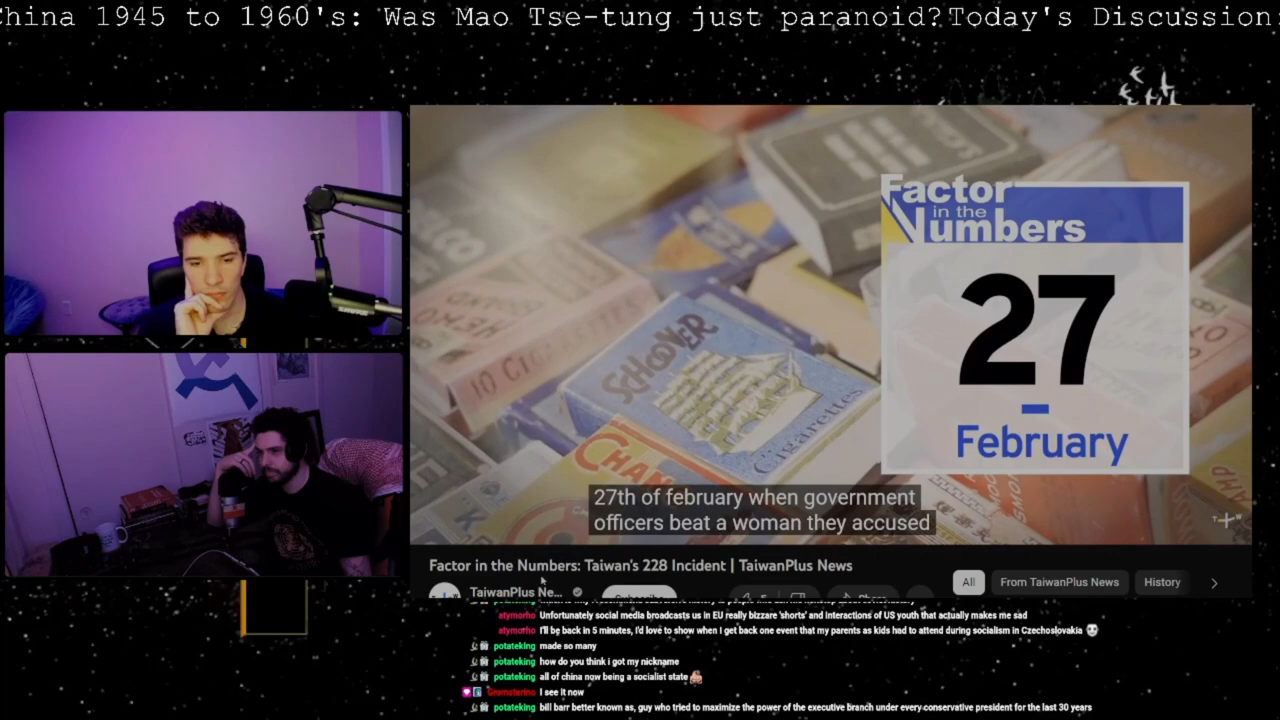 China 1945 to 1960's: Was Mao Tse-tung just paranoid?Today's Discussion:
Factor
in the
Numbers
27
February
10 CIGARETTES
SCHOONER
Cigarettes
27th of february when government
officers beat a woman they accused
Factor in the Numbers: Taiwan's 228 Incident | TaiwanPlus News
TaiwanPlus Ne...
Subscribe
5
Share
All
From TaiwanPlus News
History
atymorho Unfortunately social media broadcasts us in EU really bizzare 'shorts' and interactions of US youth that actually makes me sad
atymorho I'll be back in 5 minutes, I'd love to show when I get back one event that my parents as kids had to attend during socialism in Czechoslovakia
potateking made so many
potateking how do you think i got my nickname
potateking all of china now being a socialist state
I see it now
potateking bill barr better known as, guy who tried to maximize the power of the executive branch under every conservative president for the last 30 years